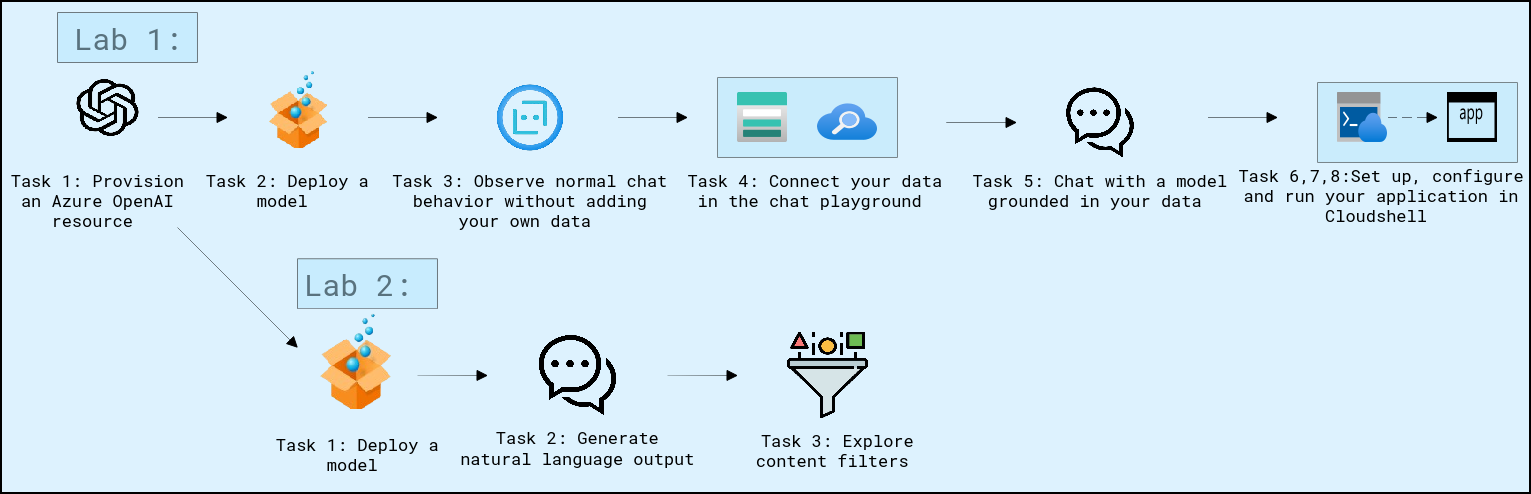 Lab 1:
app
Task 1: Provision
an Azure OpenAI
resource
Task 2: Deploy a
model
Task 3: Observe normal chat
behavior without adding
your own data
Task 4: Connect your data
in the chat playground
Task 5: Chat with a model
grounded in your data
Task 6,7,8:Set up, configure
and run your application in
Cloudshell
Lab 2:
Task 1: Deploy a
model
Task 2: Generate
natural language output
Task 3: Explore
content filters